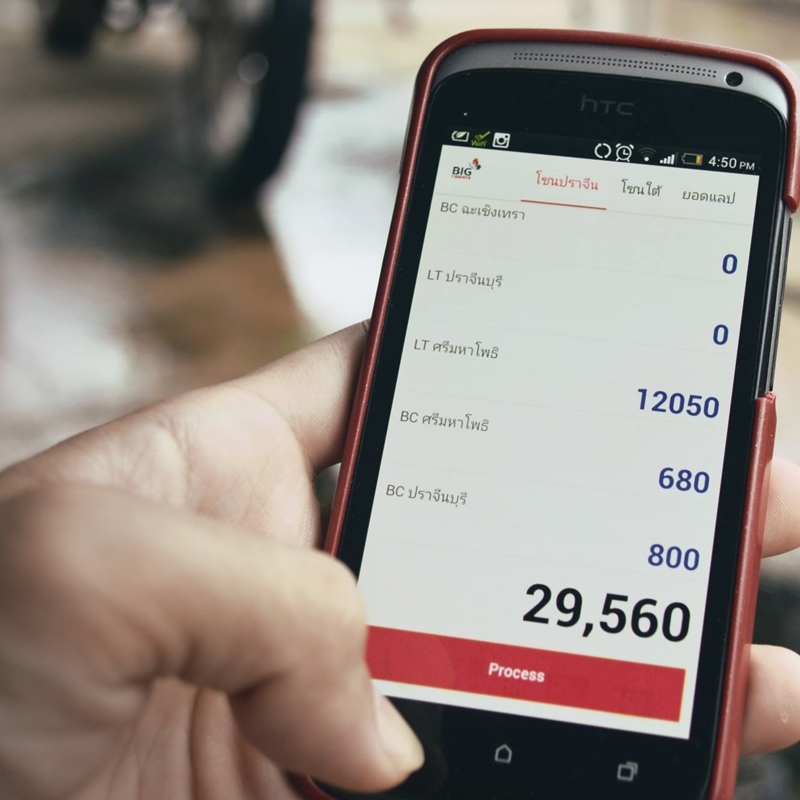 hTC
4:50 PM
BIG
โซนปราจีน โซนใต้ ยอดแลป
BC ฉะเชิงเทรา
0
LT ปราจีนบุรี
0
LT ศรีมหาโพธิ
12050
BC ศรีมหาโพธิ
680
BC ปราจีนบุรี
800
29,560
Process